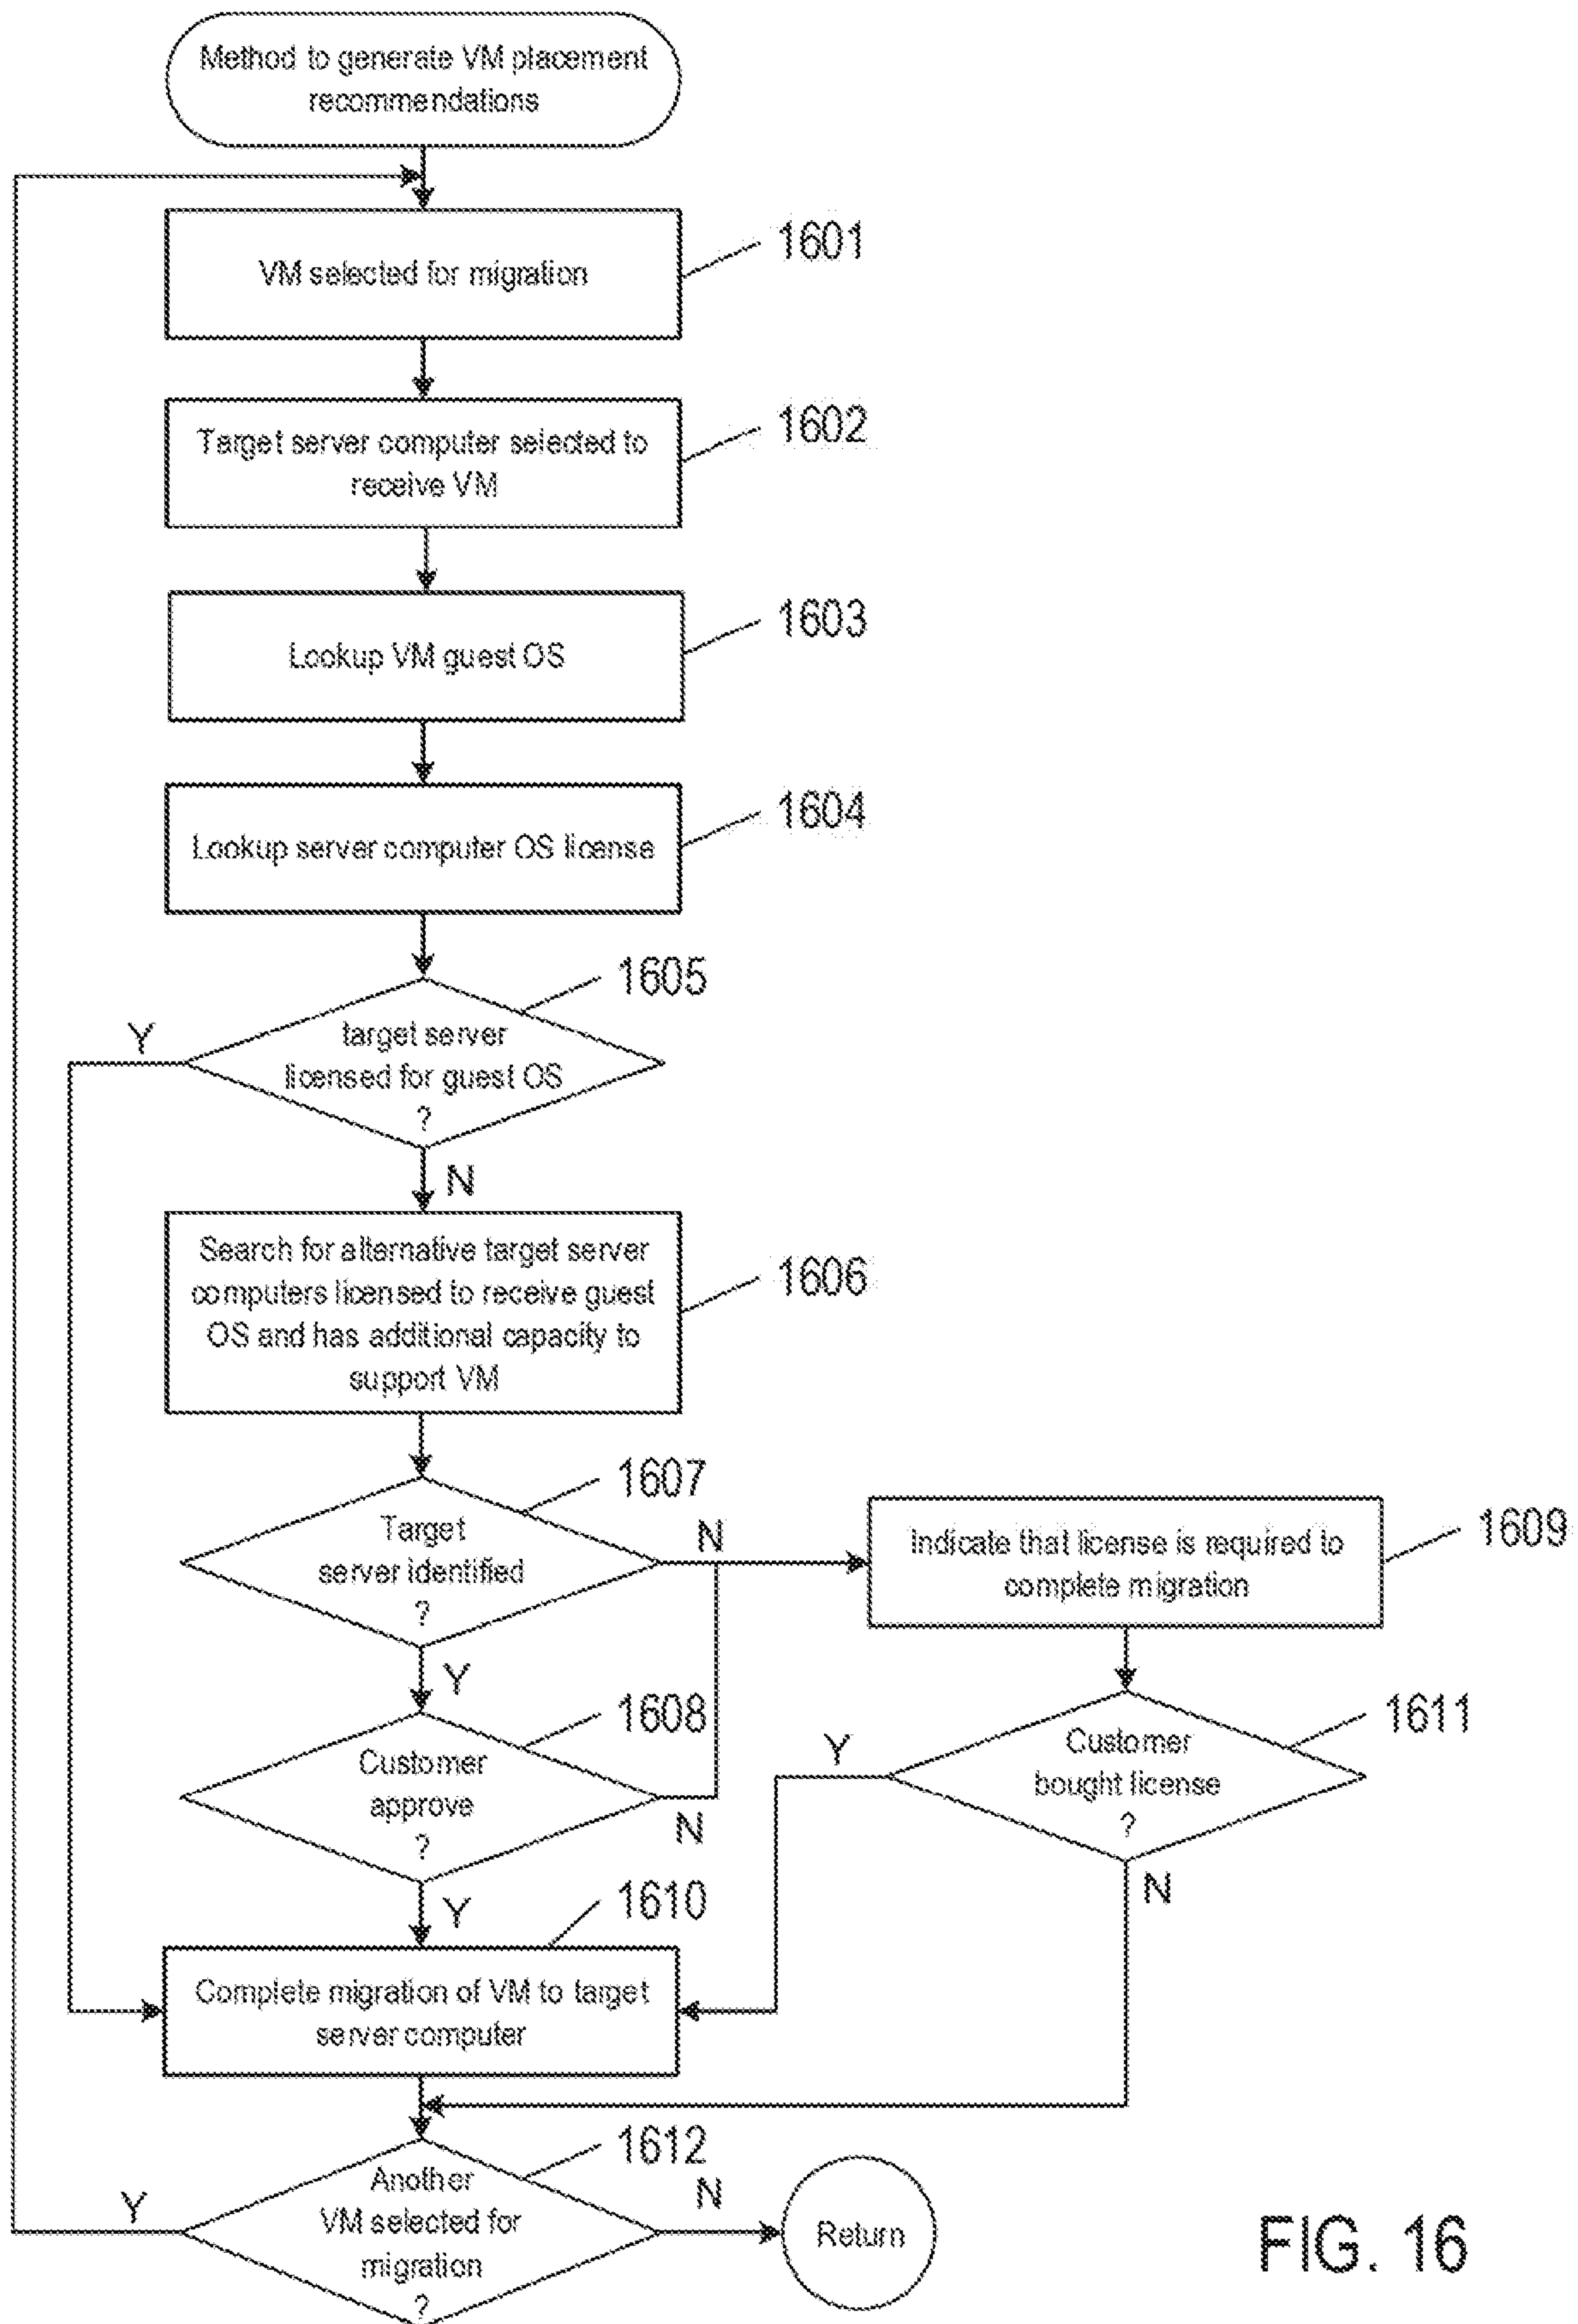 Method to generate VM placement
recommendations
VM selected for migration
1601
Target server computer selected to
receive VM
1602
Lookup VM guest OS
1603
Lookup server computer OS license
1604
target server
licensed for guest OS
?
1605
Y
N
Search for alternative target server
computers licensed to receive guest
OS and has additional capacity to
support VM
1606
Target
server identified
?
1607
N
Y
Indicate that license is required to
complete migration
1609
Customer
approve
?
1608
N
Y
Customer
bought license
?
1611
Y
N
Complete migration of VM to target
server computer
1610
Another
VM selected for
migration
?
1612
Y
N
Return
FIG. 16